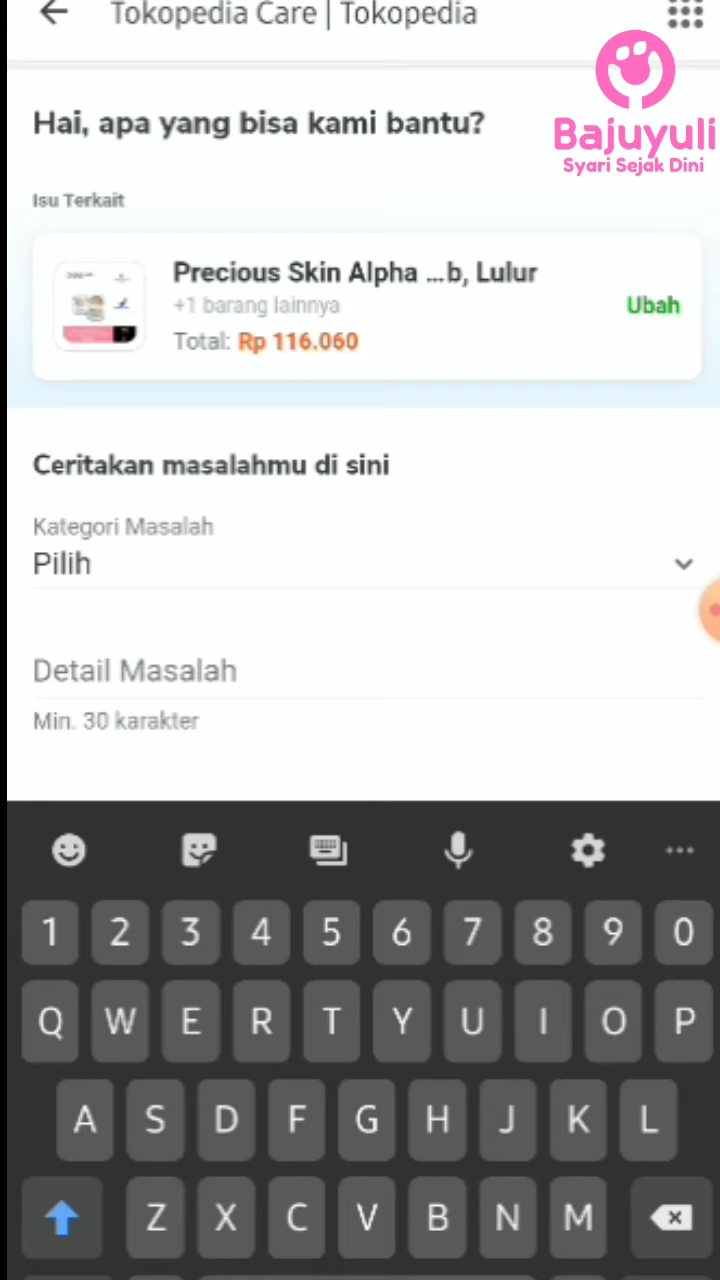 Tokopedia Care | Tokopedia
Bajuyuli
Syari Sejak Dini
Hai, apa yang bisa kami bantu?
Isu Terkait
Precious Skin Alpha ...b, Lulur
+1 barang lainnya
Ubah
Total: Rp 116.060
Ceritakan masalahmu di sini
Kategori Masalah
Pilih
Detail Masalah
Min. 30 karakter
1 2 3 4 5 6 7 8 9 0
Q W E R T Y U I O P
A S D F G H J K L
Z X C V B N M